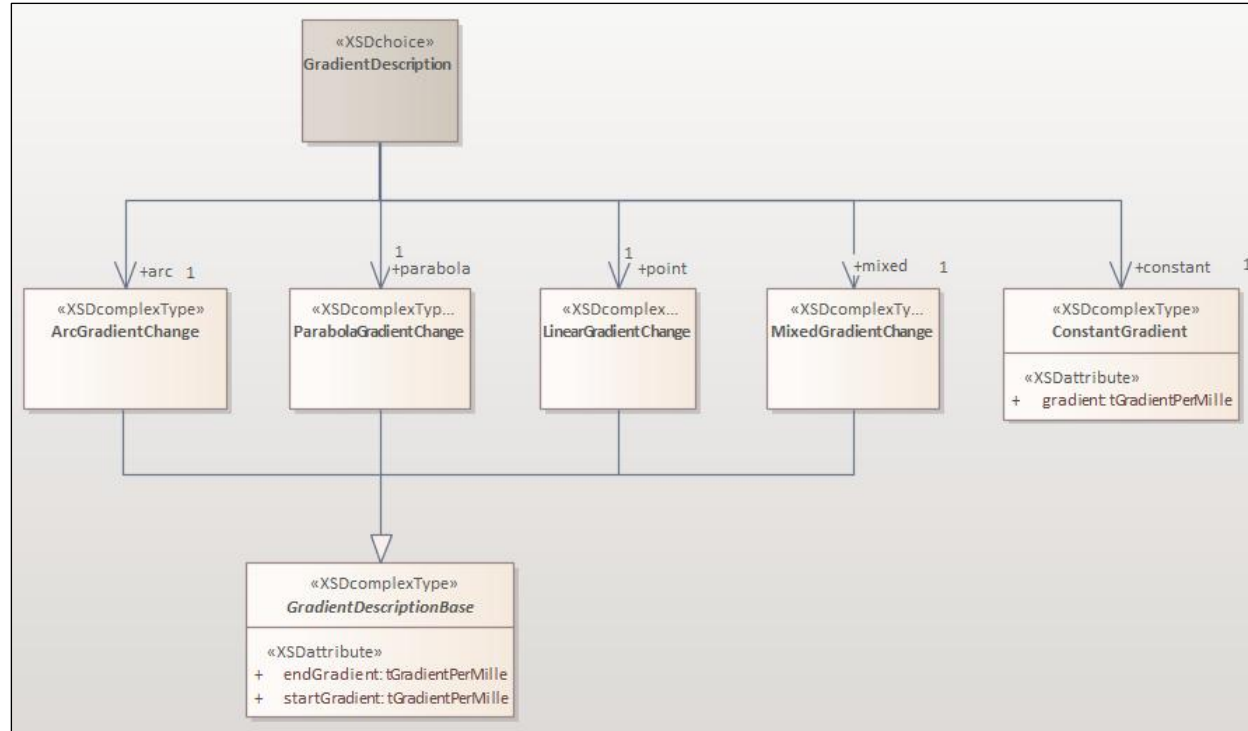 «XSDchoice»
GradientDescription
+arc 1
1
+parabola
1
+point
+mixed 1
+constant 1
«XSDcomplexType»
ArcGradientChange
«XSDcomplexTyp...
ParabolaGradientChange
«XSDcomplex...
LinearGradientChange
«XSDcomplexTy...
MixedGradientChange
«XSDcomplexType»
ConstantGradient
«XSDattribute»
+ gradient:tGradientPerMille
«XSDcomplexType»
GradientDescriptionBase
«XSDattribute»
+ endGradient:tGradientPerMille
+ startGradient:tGradientPerMille